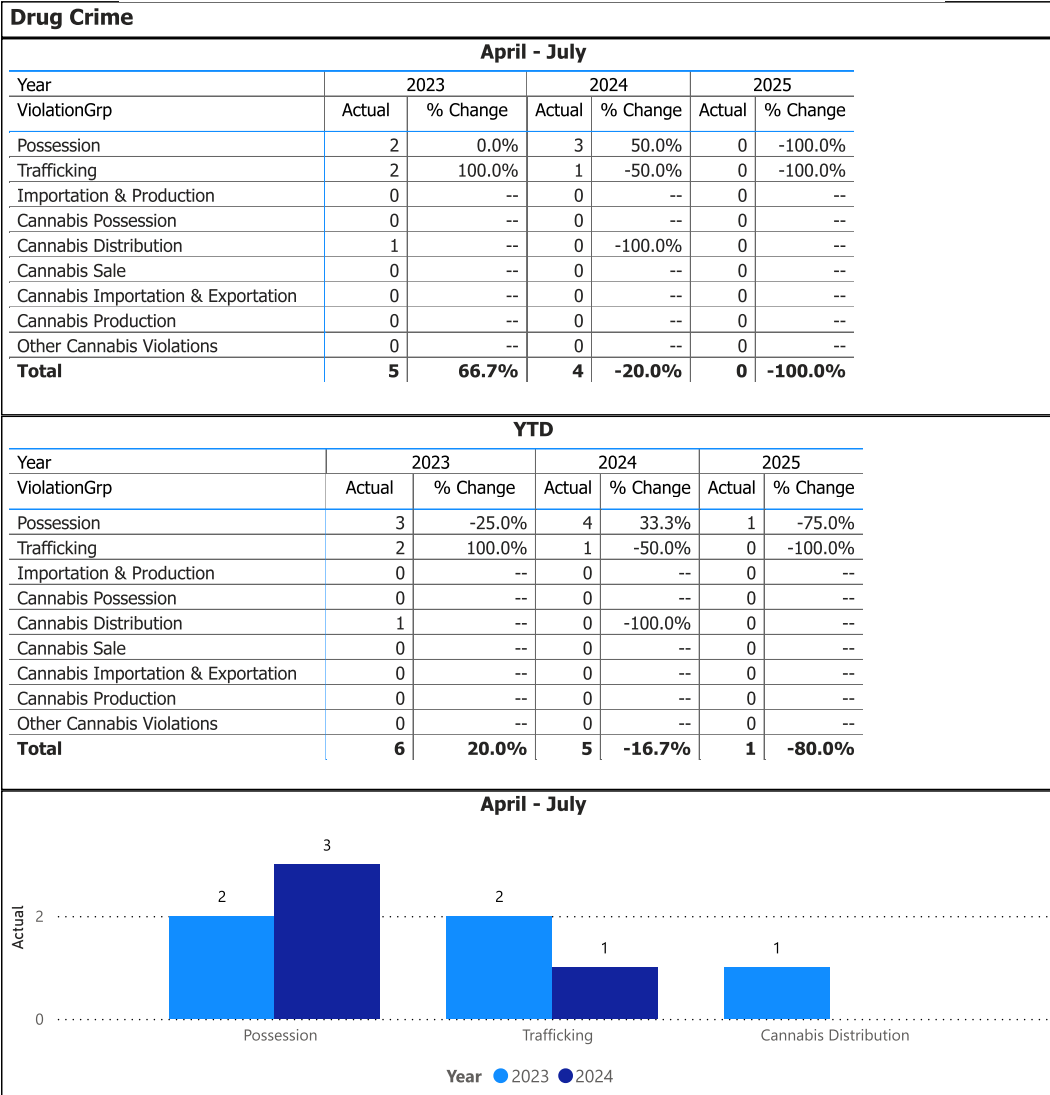 Drug Crime
April - July
Year 2023 2024 2025
ViolationGrp Actual % Change Actual % Change Actual % Change
Possession 2 0.0% 3 50.0% 0 -100.0%
Trafficking 2 100.0% 1 -50.0% 0 -100.0%
Importation & Production 0 -- 0 -- 0 --
Cannabis Possession 0 -- 0 -- 0 --
Cannabis Distribution 1 -- 0 -100.0% 0 --
Cannabis Sale 0 -- 0 -- 0 --
Cannabis Importation & Exportation 0 -- 0 -- 0 --
Cannabis Production 0 -- 0 -- 0 --
Other Cannabis Violations 0 -- 0 -- 0 --
Total 5 66.7% 4 -20.0% 0 -100.0%
YTD
Year 2023 2024 2025
ViolationGrp Actual % Change Actual % Change Actual % Change
Possession 3 -25.0% 4 33.3% 1 -75.0%
Trafficking 2 100.0% 1 -50.0% 0 -100.0%
Importation & Production 0 -- 0 -- 0 --
Cannabis Possession 0 -- 0 -- 0 --
Cannabis Distribution 1 -- 0 -100.0% 0 --
Cannabis Sale 0 -- 0 -- 0 --
Cannabis Importation & Exportation 0 -- 0 -- 0 --
Cannabis Production 0 -- 0 -- 0 --
Other Cannabis Violations 0 -- 0 -- 0 --
Total 6 20.0% 5 -16.7% 1 -80.0%
April - July
Actual
3
2 2
1 1
2
0
Possession Trafficking Cannabis Distribution
Year 2023 2024